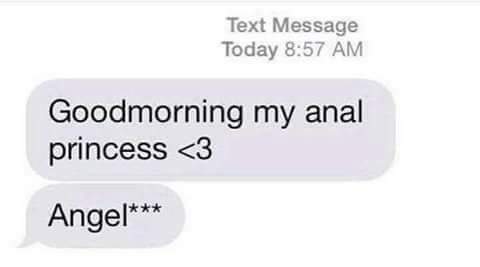 Text Message
Today 8:57 AM
Goodmorning my anal
princess <3
Angel***